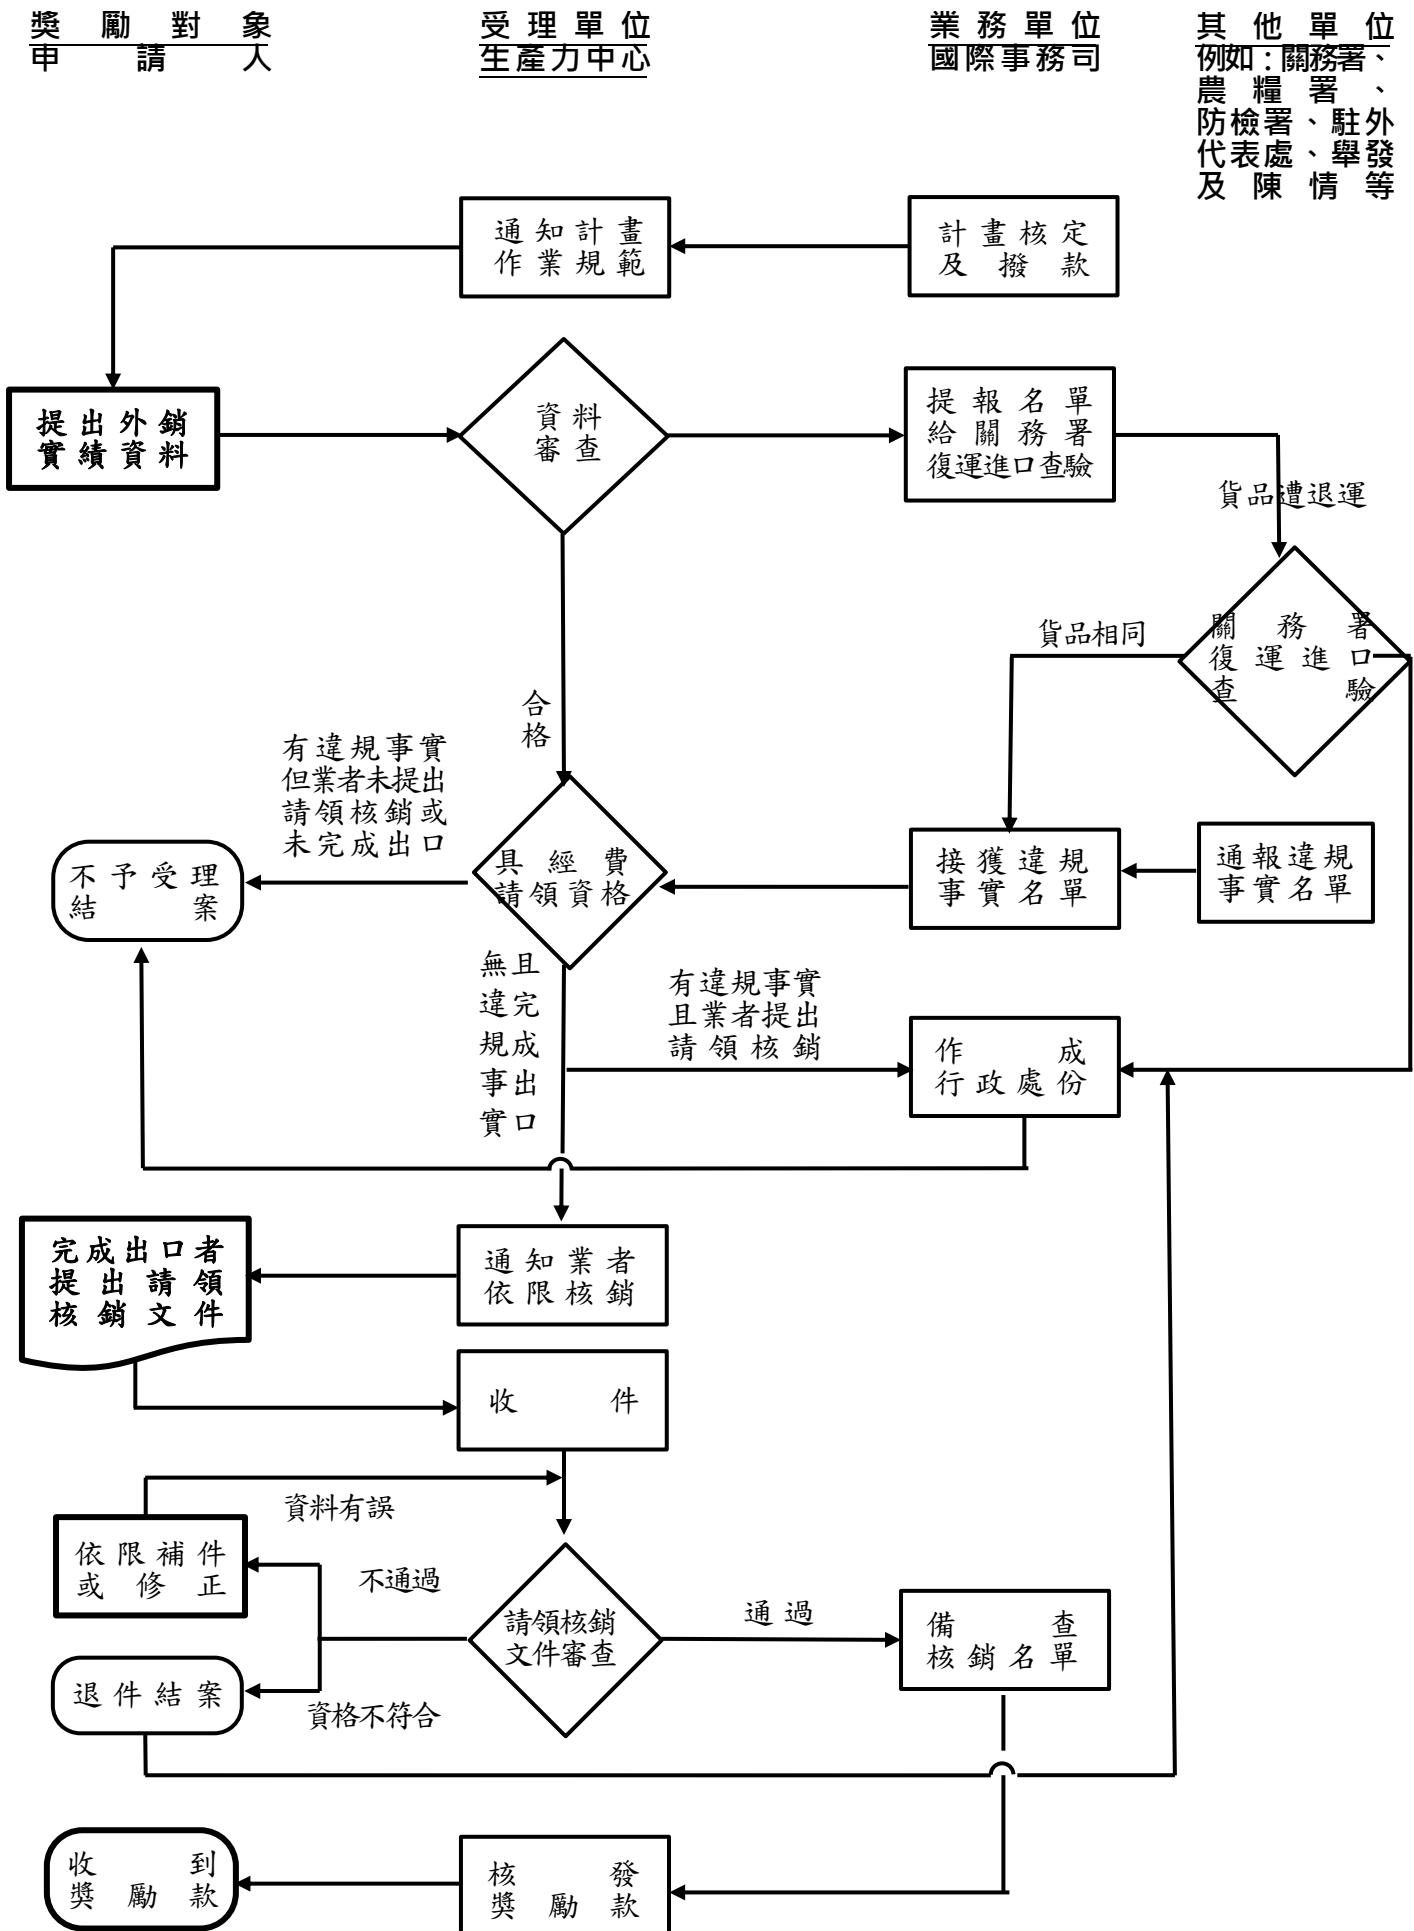 獎勵對象
申請人
受理單位
生產力中心
業務單位
國際事務司
其他單位
例如:關務署、
農糧署、
防檢署、駐外
代表處、舉發
及陳情等
通知計畫
作業規範
計畫核定
及撥款
提出外銷
實績資料
資料
審查
提報名單
給關務署
復運進口查驗
貨品遭退運
貨品相同
關務署
復運進口
查驗
合
格
有違規事實
但業者未提出
請領核銷或
未完成出口
不予受理
結案
具經費
請領資格
接獲違規
事實名單
通報違規
事實名單
無且
違完
規成
事出
實口
有違規事實
且業者提出
請領核銷
作成
行政處份
完成出口者
提出請領
核銷文件
通知業者
依限核銷
收件
資料有誤
依限補件
或修正
不通過
請領核銷
文件審查
通過
備查
核銷名單
退件結案
資格不符合
收到
獎勵款
核發
獎勵款